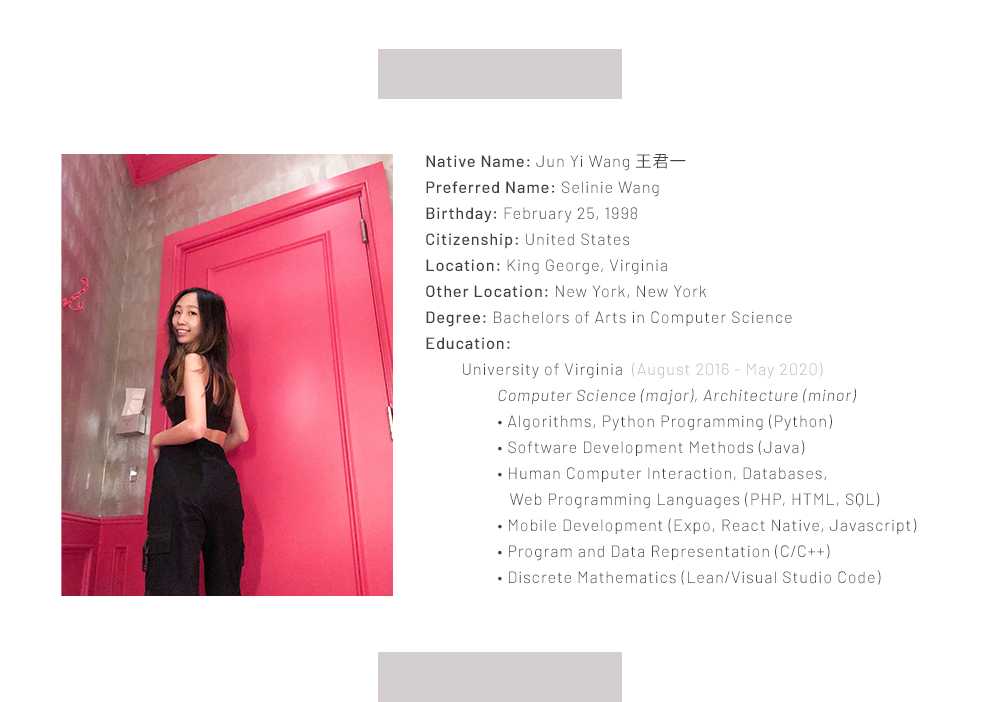 Native Name: Jun Yi Wang 王君一
Preferred Name: Selinie Wang
Birthday: February 25, 1998
Citizenship: United States
Location: King George, Virginia
Other Location: New York, New York
Degree: Bachelors of Arts in Computer Science
Education:
University of Virginia (August 2016 - May 2020)
Computer Science (major), Architecture (minor)
• Algorithms, Python Programming (Python)
• Software Development Methods (Java)
• Human Computer Interaction, Databases,
Web Programming Languages (PHP, HTML, SQL)
• Mobile Development (Expo, React Native, Javascript)
• Program and Data Representation (C/C++)
• Discrete Mathematics (Lean/Visual Studio Code)